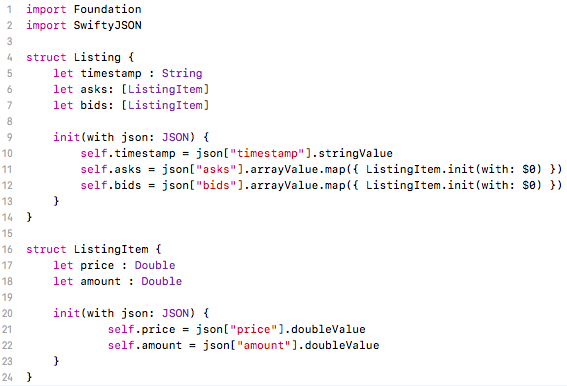 1 import Foundation
2 import SwiftyJSON
3
4 struct Listing {
5     let timestamp : String
6     let asks: [ListingItem]
7     let bids: [ListingItem]
8
9     init(with json: JSON) {
10         self.timestamp = json["timestamp"].stringValue
11         self.asks = json["asks"].arrayValue.map({ ListingItem.init(with: $0) })
12         self.bids = json["bids"].arrayValue.map({ ListingItem.init(with: $0) })
13     }
14 }
15
16 struct ListingItem {
17     let price : Double
18     let amount : Double
19
20     init(with json: JSON) {
21             self.price = json["price"].doubleValue
22             self.amount = json["amount"].doubleValue
23     }
24 }